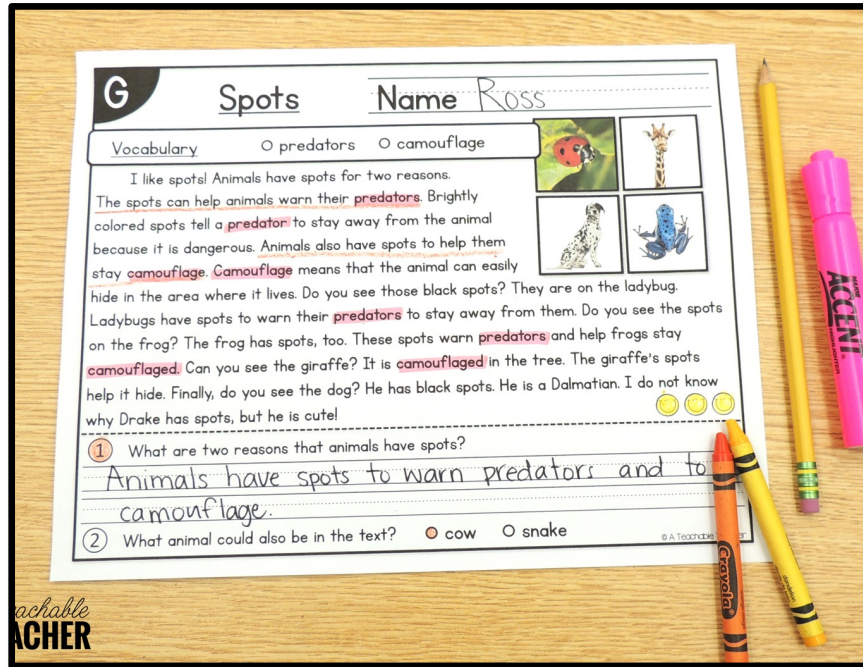 G Spots Name Ross
Vocabulary O predators O camouflage
I like spots! Animals have spots for two reasons.
The spots can help animals warn their predators. Brightly
colored spots tell a predator to stay away from the animal
because it is dangerous. Animals also have spots to help them
stay camouflage. Camouflage means that the animal can easily
hide in the area where it lives. Do you see those black spots? They are on the ladybug.
Ladybugs have spots to warn their predators to stay away from them. Do you see the spots
on the frog? The frog has spots, too. These spots warn predators and help frogs stay
camouflaged. Can you see the giraffe? It is camouflaged in the tree. The giraffe's spots
help it hide. Finally, do you see the dog? He has black spots. He is a Dalmatian. I do not know
why Drake has spots, but he is cute!
1 What are two reasons that animals have spots?
Animals have spots to warn predators and to
camouflage.
2 What animal could also be in the text? O cow O snake
© A Teachable
MAJOR ACCENT
HIGHLIGHTER
Crayola
dandelion
achable
ACHER